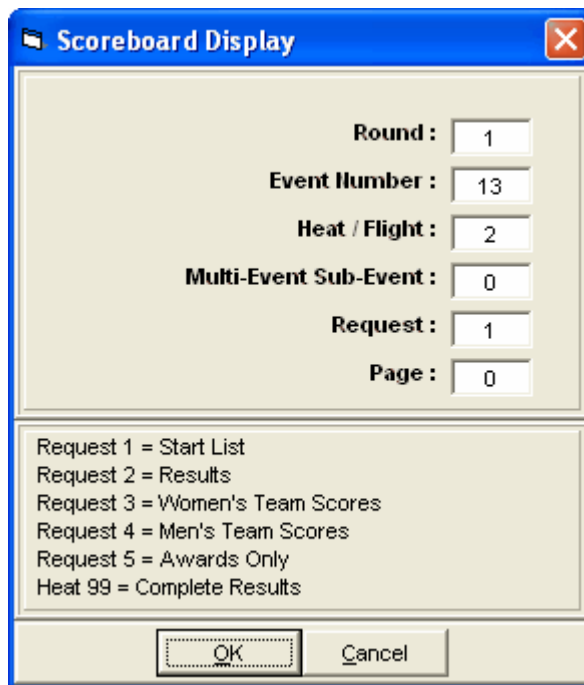 Scoreboard Display
Round : 1
Event Number : 13
Heat / Flight : 2
Multi-Event Sub-Event : 0
Request : 1
Page : 0
Request 1 = Start List
Request 2 = Results
Request 3 = Women's Team Scores
Request 4 = Men's Team Scores
Request 5 = Awards Only
Heat 99 = Complete Results
OK Cancel